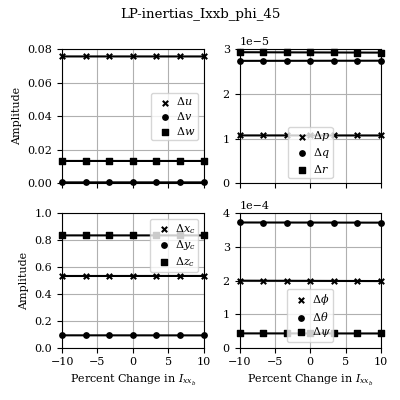 LP-inertias_Ixxb_phi_45
0.08
0.06
0.04
0.02
0.00
Amplitude
Δu
Δv
Δw
1e−5
3
2
1
0
Δp
Δq
Δr
1.0
0.8
0.6
0.4
0.2
0.0
Amplitude
Δx_c
Δy_c
Δz_c
−10 −5 0 5 10
Percent Change in I_xx_b
1e−4
4
3
2
1
0
Δϕ
Δθ
Δψ
−10 −5 0 5 10
Percent Change in I_xx_b